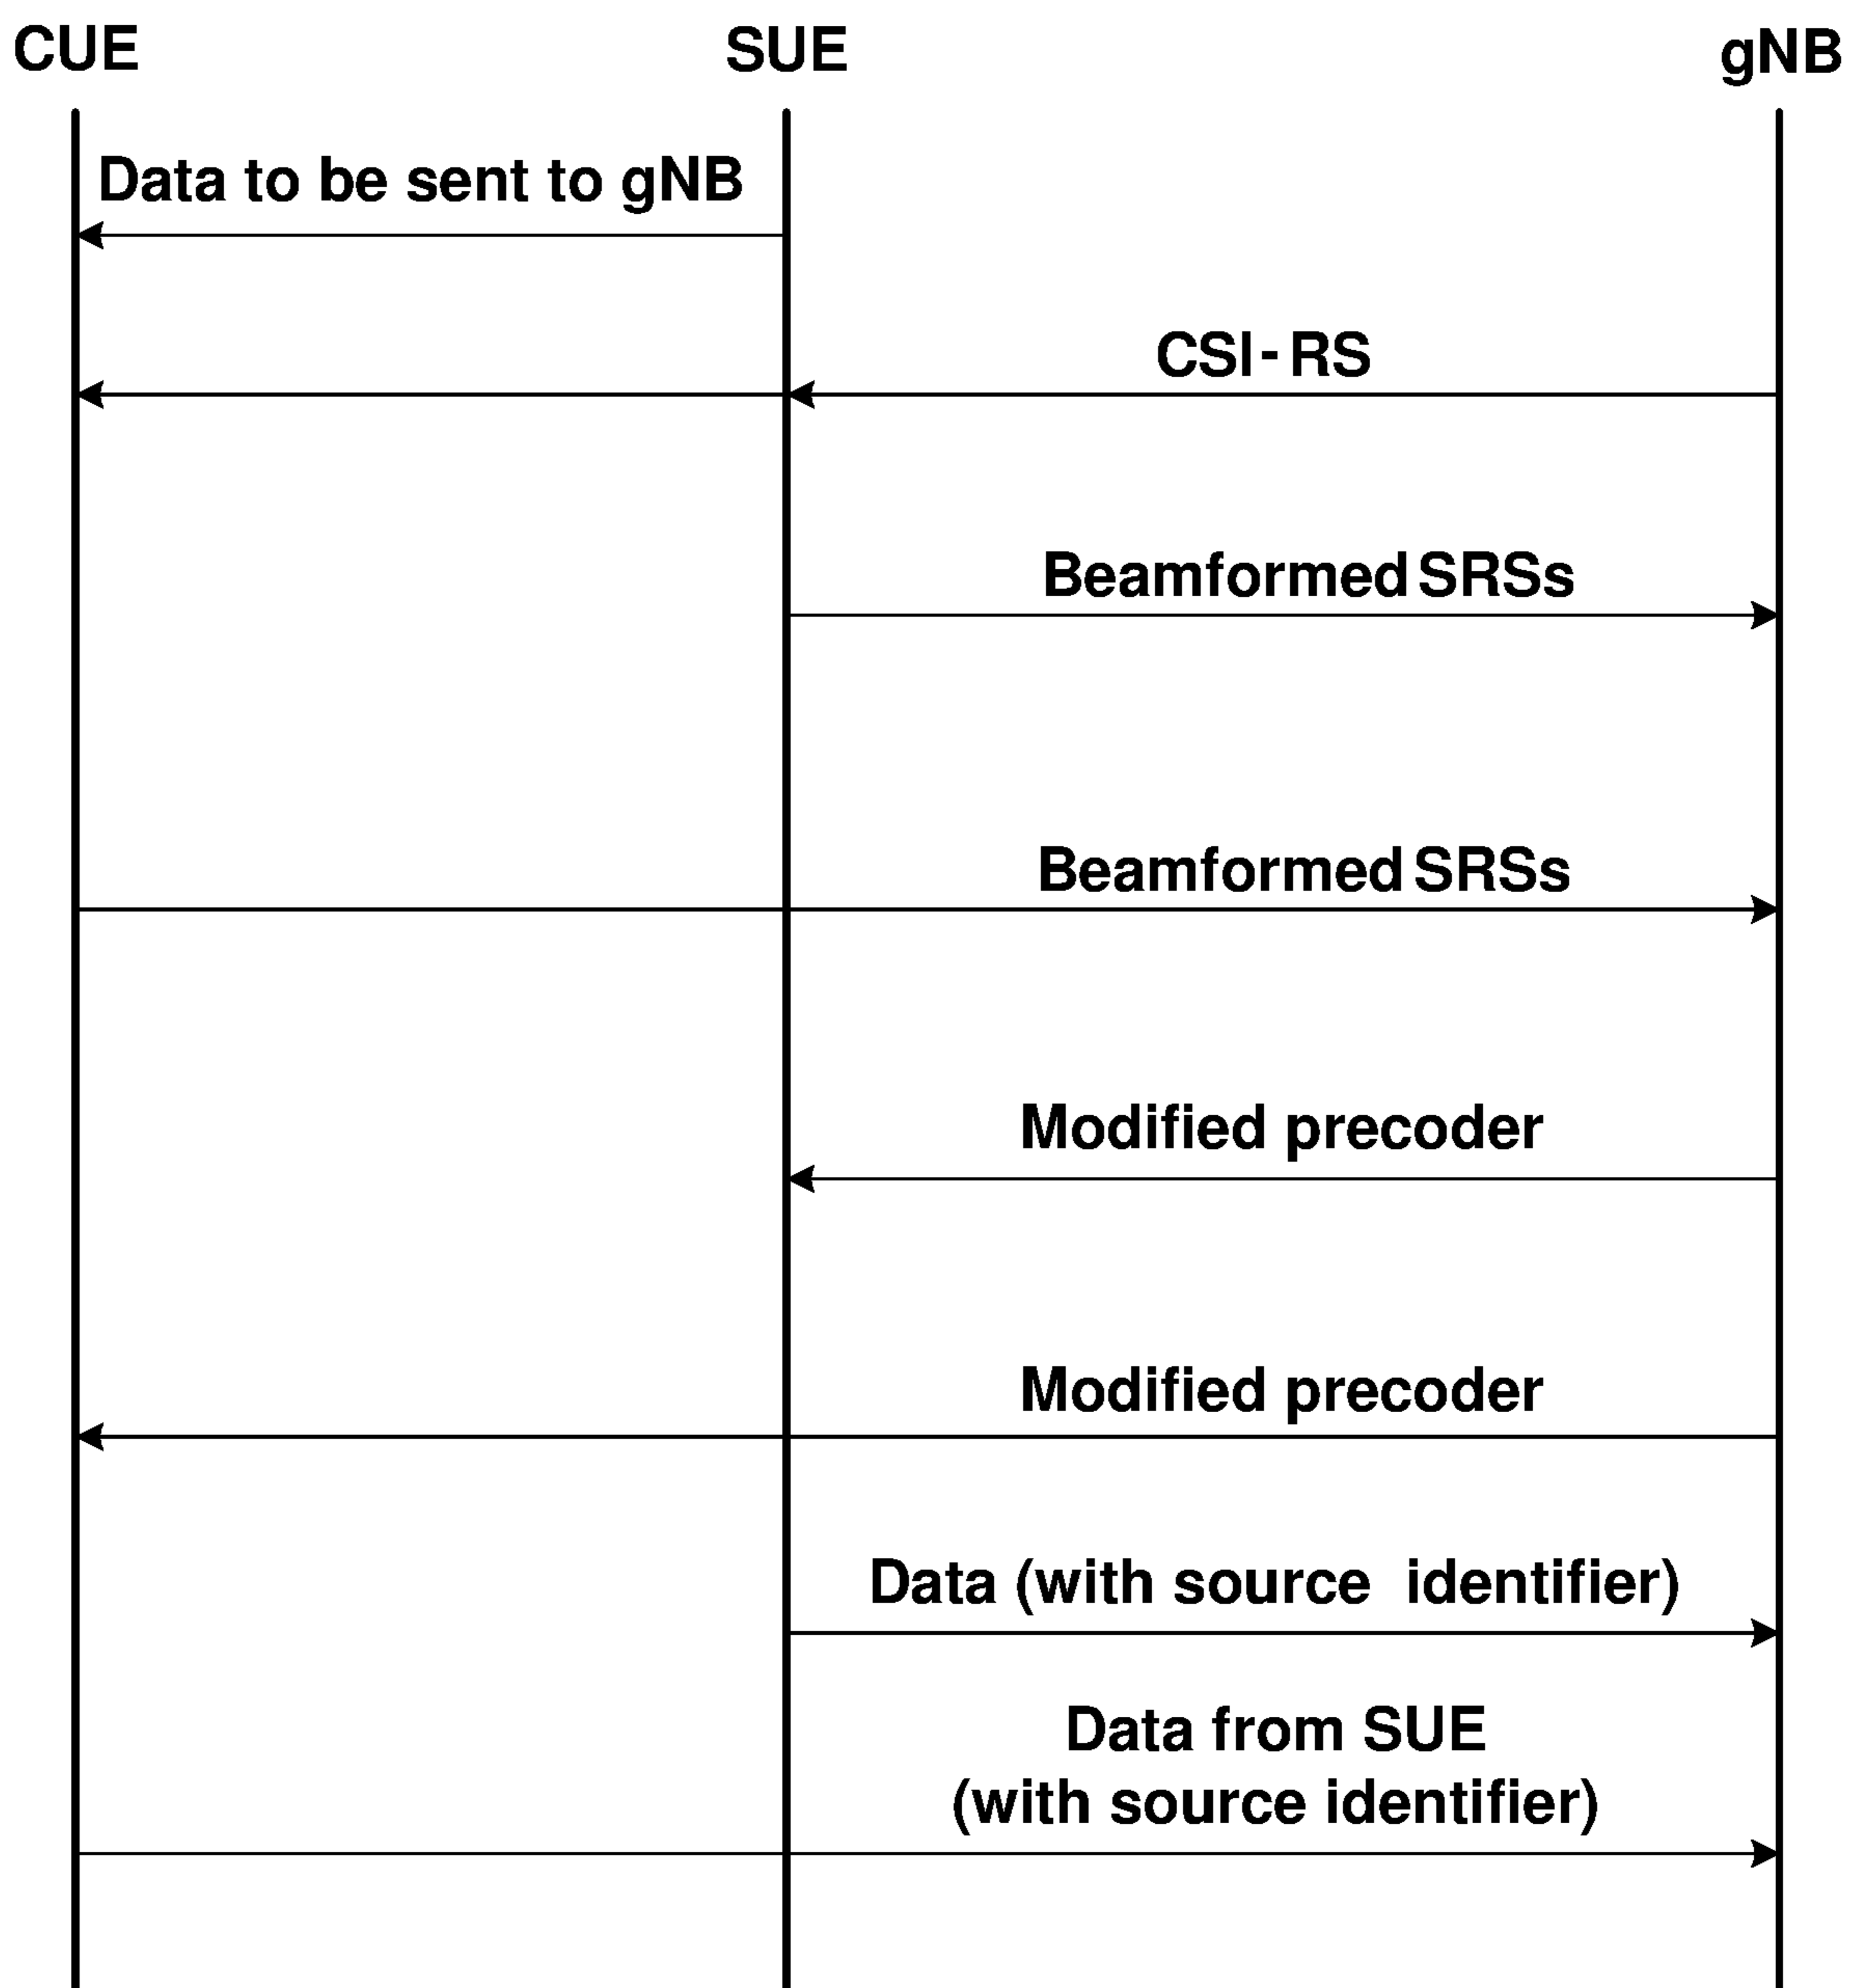 CUE SUE gNB
Data to be sent to gNB
CSI-RS
Beamformed SRSs
Beamformed SRSs
Modified precoder
Modified precoder
Data (with source identifier)
Data from SUE
(with source identifier)